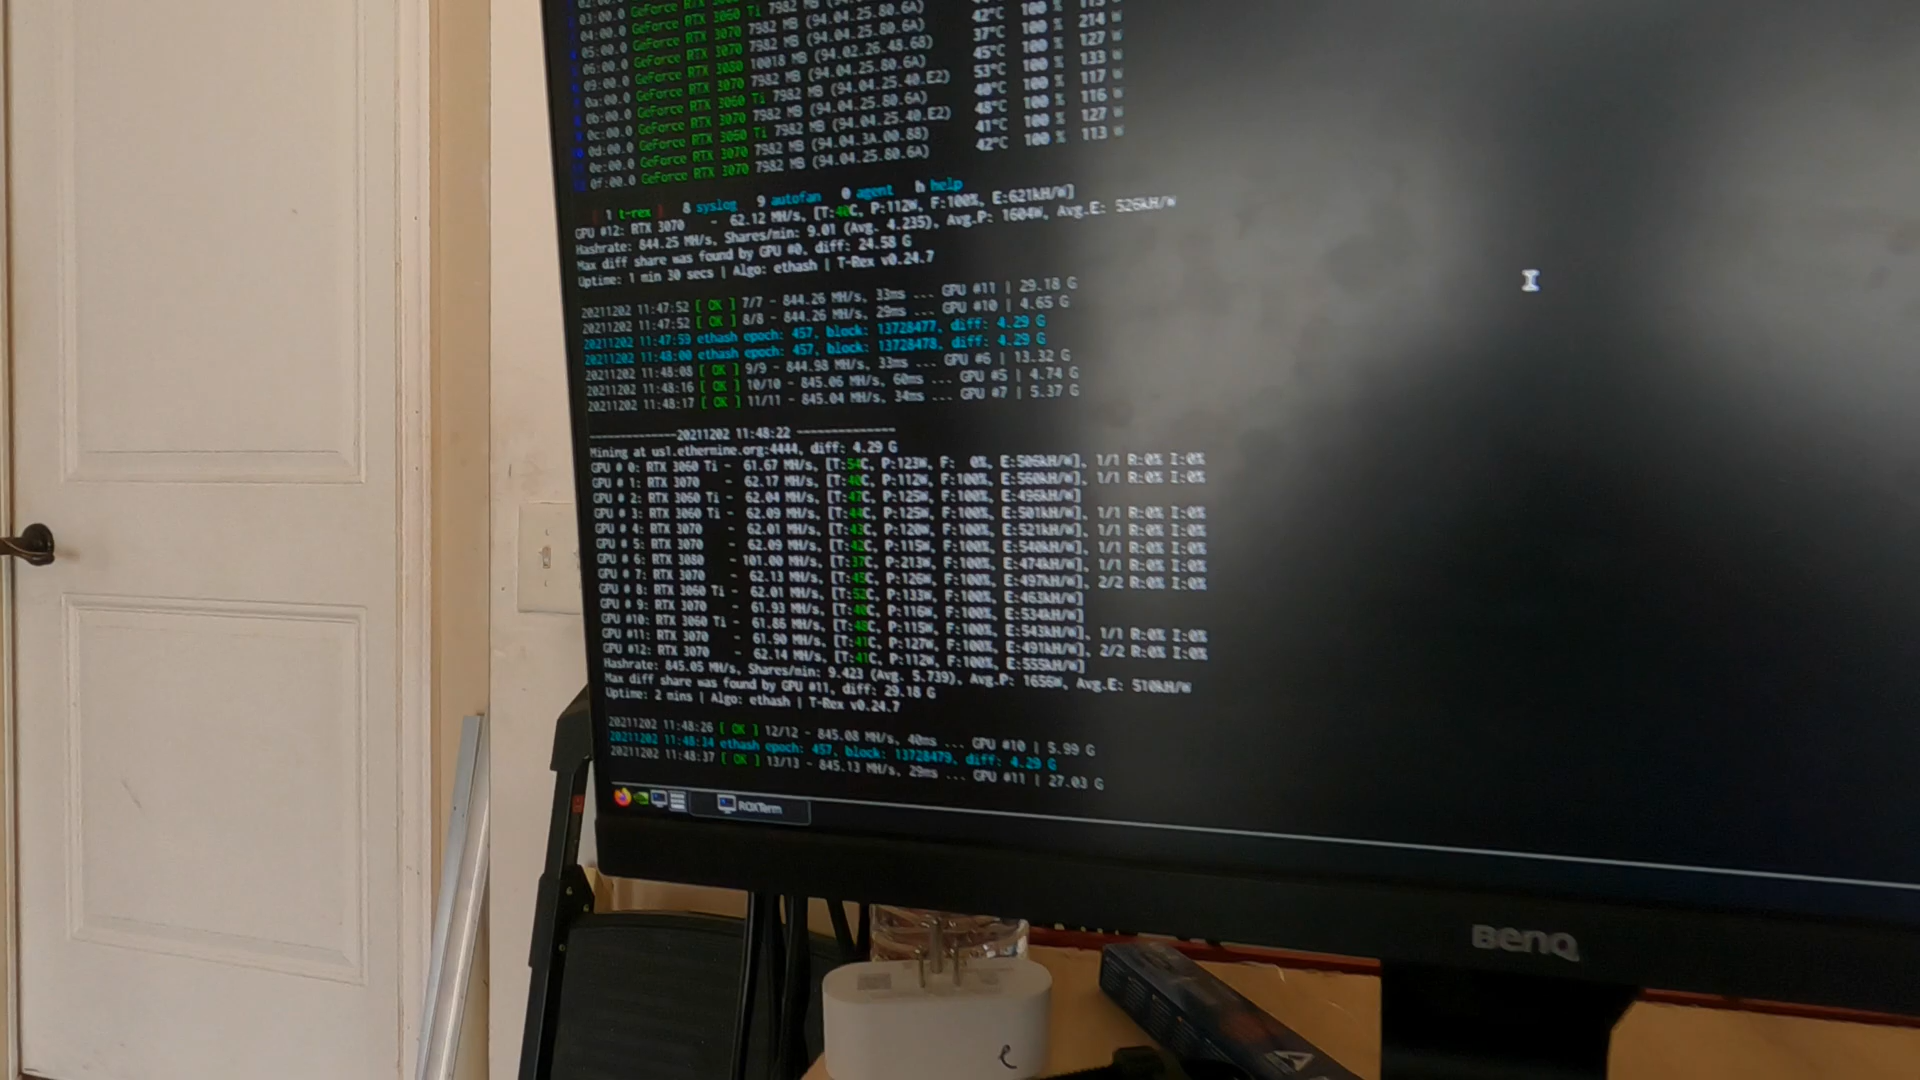 03:00.0 GeForce RTX 3060 Ti 7982 MB
04:00.0 GeForce RTX 3070 7982 MB (94.04.25.80.6A) 42°C 100 % 214
05:00.0 GeForce RTX 3070 7982 MB (94.04.25.80.6A) 37°C 100 % 127
06:00.0 GeForce RTX 3080 10018 MB (94.02.26.48.68) 45°C 100 % 133
09:00.0 GeForce RTX 3070 7982 MB (94.04.25.80.6A) 53°C 100 % 117
0a:00.0 GeForce RTX 3060 Ti 7982 MB (94.04.25.40.E2) 40°C 100 % 116
0b:00.0 GeForce RTX 3070 7982 MB (94.04.25.80.6A) 48°C 100 % 127
0c:00.0 GeForce RTX 3060 Ti 7982 MB (94.04.25.40.E2) 41°C 100 % 113
0d:00.0 GeForce RTX 3070 7982 MB (94.04.3A.00.88) 42°C
0e:00.0 GeForce RTX 3070 7982 MB (94.04.25.80.6A)
0f:00.0 GeForce RTX 3070
1 t-rex 8 syslog 9 autofan 0 agent h help
GPU #12: RTX 3070 - 62.12 MH/s, [T:40C, P:112W, F:100%, E:621kH/W]
Hashrate: 844.25 MH/s, Shares/min: 9.01 (Avg. 4.235), Avg.P: 1604W, Avg.E: 526kH/W
Max diff share was found by GPU #0, diff: 24.58 G
Uptime: 1 min 30 secs | Algo: ethash | T-Rex v0.24.7
20211202 11:47:52 [ OK ] 7/7 - 844.26 MH/s, 33ms ... GPU #11 | 29.18 G
20211202 11:47:52 [ OK ] 8/8 - 844.26 MH/s, 29ms ... GPU #10 | 4.65 G
20211202 11:47:59 ethash epoch: 457, block: 13728477, diff: 4.29 G
20211202 11:48:00 ethash epoch: 457, block: 13728478, diff: 4.29 G
20211202 11:48:08 [ OK ] 9/9 - 844.98 MH/s, 33ms ... GPU #6 | 13.32 G
20211202 11:48:16 [ OK ] 10/10 - 845.06 MH/s, 60ms ... GPU #5 | 4.74 G
20211202 11:48:17 [ OK ] 11/11 - 845.04 MH/s, 34ms ... GPU #7 | 5.37 G
---------------20211202 11:48:22 ---------------
Mining at us1.ethermine.org:4444, diff: 4.29 G
GPU # 0: RTX 3060 Ti - 61.67 MH/s, [T:54C, P:123W, F: 0%, E:506kH/W], 1/1 R:0% I:0%
GPU # 1: RTX 3070 - 62.17 MH/s, [T:40C, P:112W, F:100%, E:560kH/W], 1/1 R:0% I:0%
GPU # 2: RTX 3060 Ti - 62.04 MH/s, [T:47C, P:125W, F:100%, E:496kH/W]
GPU # 3: RTX 3060 Ti - 62.09 MH/s, [T:44C, P:125W, F:100%, E:501kH/W], 1/1 R:0% I:0%
GPU # 4: RTX 3070 - 62.01 MH/s, [T:43C, P:120W, F:100%, E:521kH/W], 1/1 R:0% I:0%
GPU # 5: RTX 3070 - 62.09 MH/s, [T:42C, P:115W, F:100%, E:540kH/W], 1/1 R:0% I:0%
GPU # 6: RTX 3080 - 101.00 MH/s, [T:37C, P:213W, F:100%, E:474kH/W], 1/1 R:0% I:0%
GPU # 7: RTX 3070 - 62.13 MH/s, [T:45C, P:126W, F:100%, E:497kH/W], 2/2 R:0% I:0%
GPU # 8: RTX 3060 Ti - 62.01 MH/s, [T:52C, P:133W, F:100%, E:463kH/W]
GPU # 9: RTX 3070 - 61.93 MH/s, [T:40C, P:116W, F:100%, E:534kH/W]
GPU #10: RTX 3060 Ti - 61.86 MH/s, [T:48C, P:115W, F:100%, E:543kH/W], 1/1 R:0% I:0%
GPU #11: RTX 3070 - 61.90 MH/s, [T:41C, P:127W, F:100%, E:491kH/W], 2/2 R:0% I:0%
GPU #12: RTX 3070 - 62.14 MH/s, [T:41C, P:112W, F:100%, E:555kH/W]
Hashrate: 845.05 MH/s, Shares/min: 9.423 (Avg. 5.739), Avg.P: 1656W, Avg.E: 510kH/W
Max diff share was found by GPU #11, diff: 29.18 G
Uptime: 2 mins | Algo: ethash | T-Rex v0.24.7
20211202 11:48:26 [ OK ] 12/12 - 845.08 MH/s, 40ms ... GPU #10 | 5.99 G
20211202 11:48:34 ethash epoch: 457, block: 13728479, diff: 4.29 G
20211202 11:48:37 [ OK ] 13/13 - 845.13 MH/s, 29ms ... GPU #11 | 27.03 G
ROXTerm
BenQ